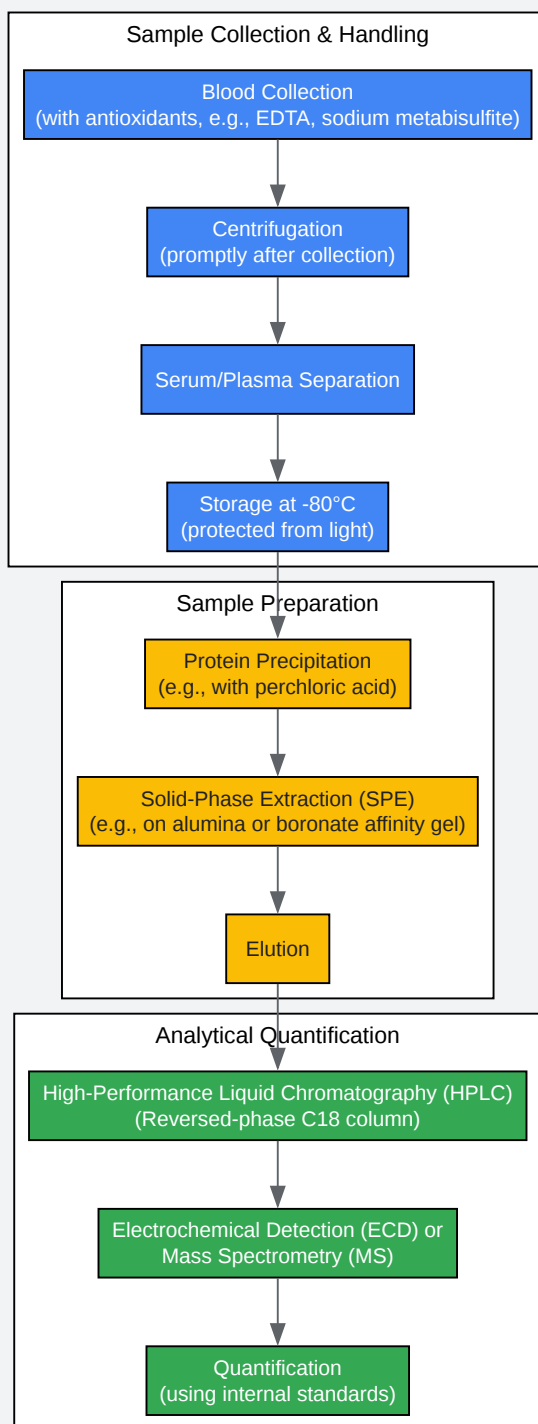 Sample Collection & Handling
Blood Collection
(with antioxidants, e.g., EDTA, sodium metabisulfite)
Centrifugation
(promptly after collection)
Serum/Plasma Separation
Storage at -80°C
(protected from light)
Sample Preparation
Protein Precipitation
(e.g., with perchloric acid)
Solid-Phase Extraction (SPE)
(e.g., on alumina or boronate affinity gel)
Elution
Analytical Quantification
High-Performance Liquid Chromatography (HPLC)
(Reversed-phase C18 column)
Electrochemical Detection (ECD) or
Mass Spectrometry (MS)
Quantification
(using internal standards)